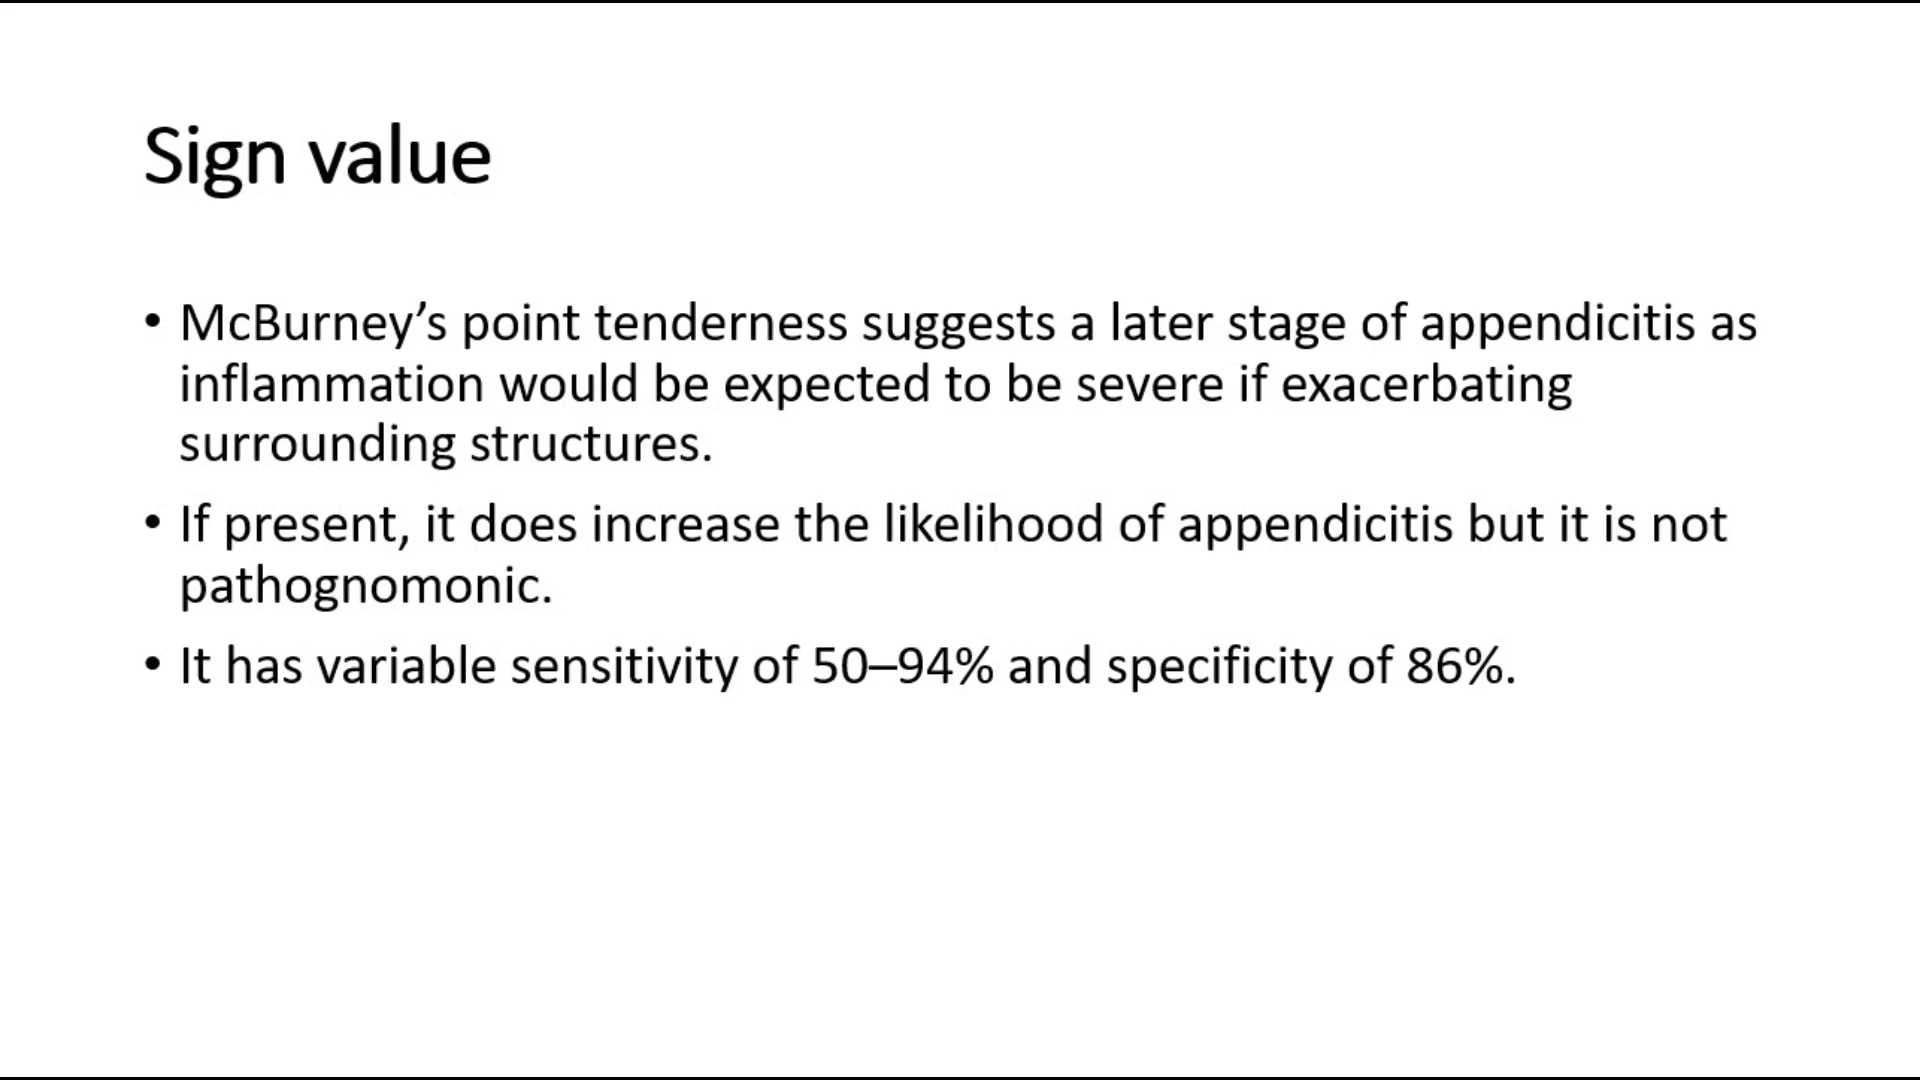 Sign value
• McBurney’s point tenderness suggests a later stage of appendicitis as
inflammation would be expected to be severe if exacerbating
surrounding structures.
• If present, it does increase the likelihood of appendicitis but it is not
pathognomonic.
• It has variable sensitivity of 50–94% and specificity of 86%.